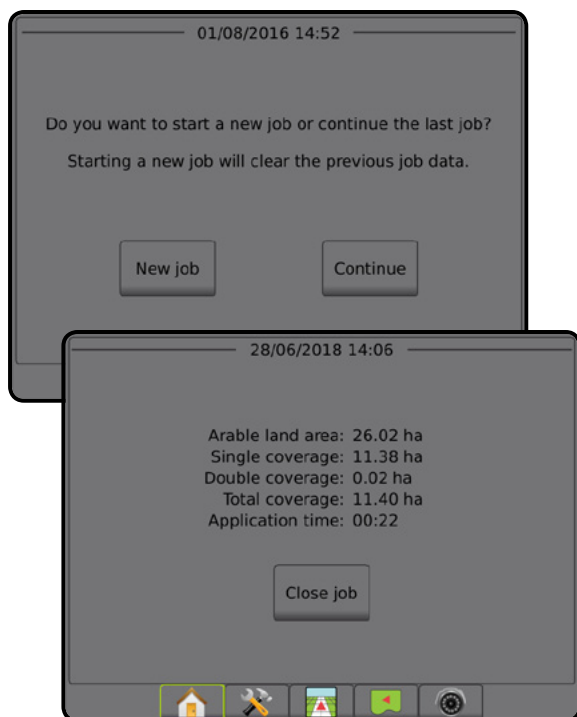 01/08/2016 14:52
Do you want to start a new job or continue the last job?
Starting a new job will clear the previous job data.
New job
Continue
28/06/2018 14:06
Arable land area: 26.02 ha
Single coverage: 11.38 ha
Double coverage: 0.02 ha
Total coverage: 11.40 ha
Application time: 00:22
Close job